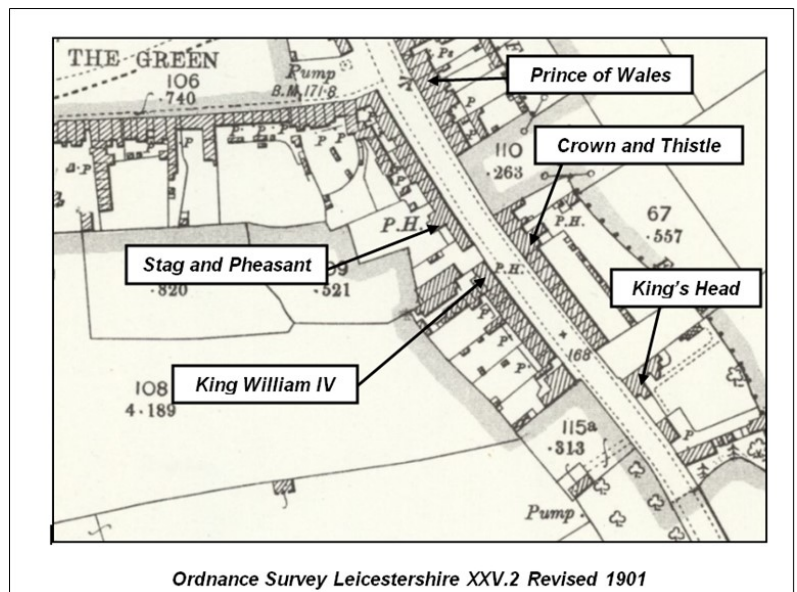 THE GREEN
106
.740
Pump
B.M.171.8
P
P
P
P
P
P
P
P
Prince of Wales
Crown and Thistle
110
.263
P.H.
67
.557
P.H.
Stag and Pheasant
.820
.521
P.H.
King's Head
168
King William IV
P
P
P
108
4.189
115a
.313
P
Pump
Ordnance Survey Leicestershire XXV.2 Revised 1901